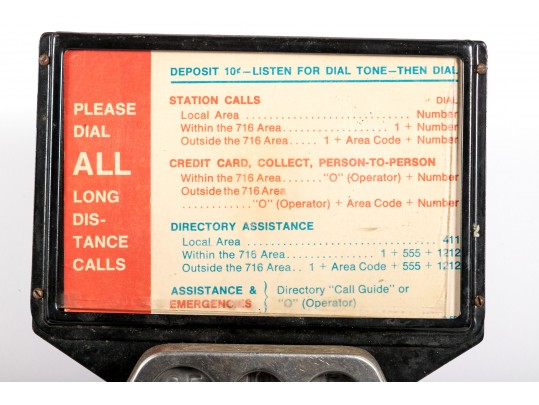 PLEASE
DIAL
ALL
LONG
DIS-
TANCE
CALLS
DEPOSIT 10¢—LISTEN FOR DIAL TONE—THEN DIAL
STATION CALLS DIAL
Local Area ........................ Number
Within the 716 Area .............. 1 + Number
Outside the 716 Area ..... 1 + Area Code + Number
CREDIT CARD, COLLECT, PERSON-TO-PERSON
Within the 716 Area ....... "O" (Operator) + Number
Outside the 716 Area
............ "O" (Operator) + Area Code + Number
DIRECTORY ASSISTANCE
Local Area .............................. 411
Within the 716 Area .............. 1 + 555 + 1212
Outside the 716 Area .. 1 + Area Code + 555 + 1212
ASSISTANCE & } Directory "Call Guide" or
EMERGENCIES } "O" (Operator)